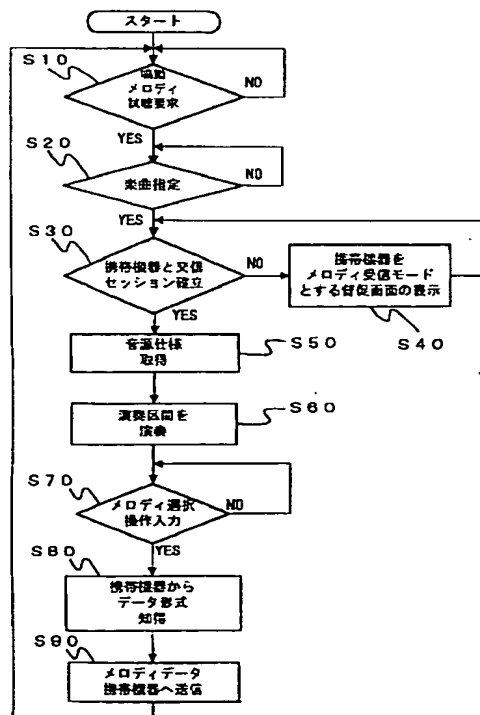 スタート
S10
協動
メロディ
試聴要求
NO
YES
S20
楽曲指定
NO
YES
S30
携帯機器と交信
セッション確立
NO
携帯機器を
メロディ受信モード
とする督促画面の表示
S40
YES
音源仕様
取得
S50
演奏区間を
演奏
S60
S70
メロディ選択
操作入力
NO
YES
S80
携帯機器から
データ形式
知得
S90
メロディデータ
携帯機器へ送信